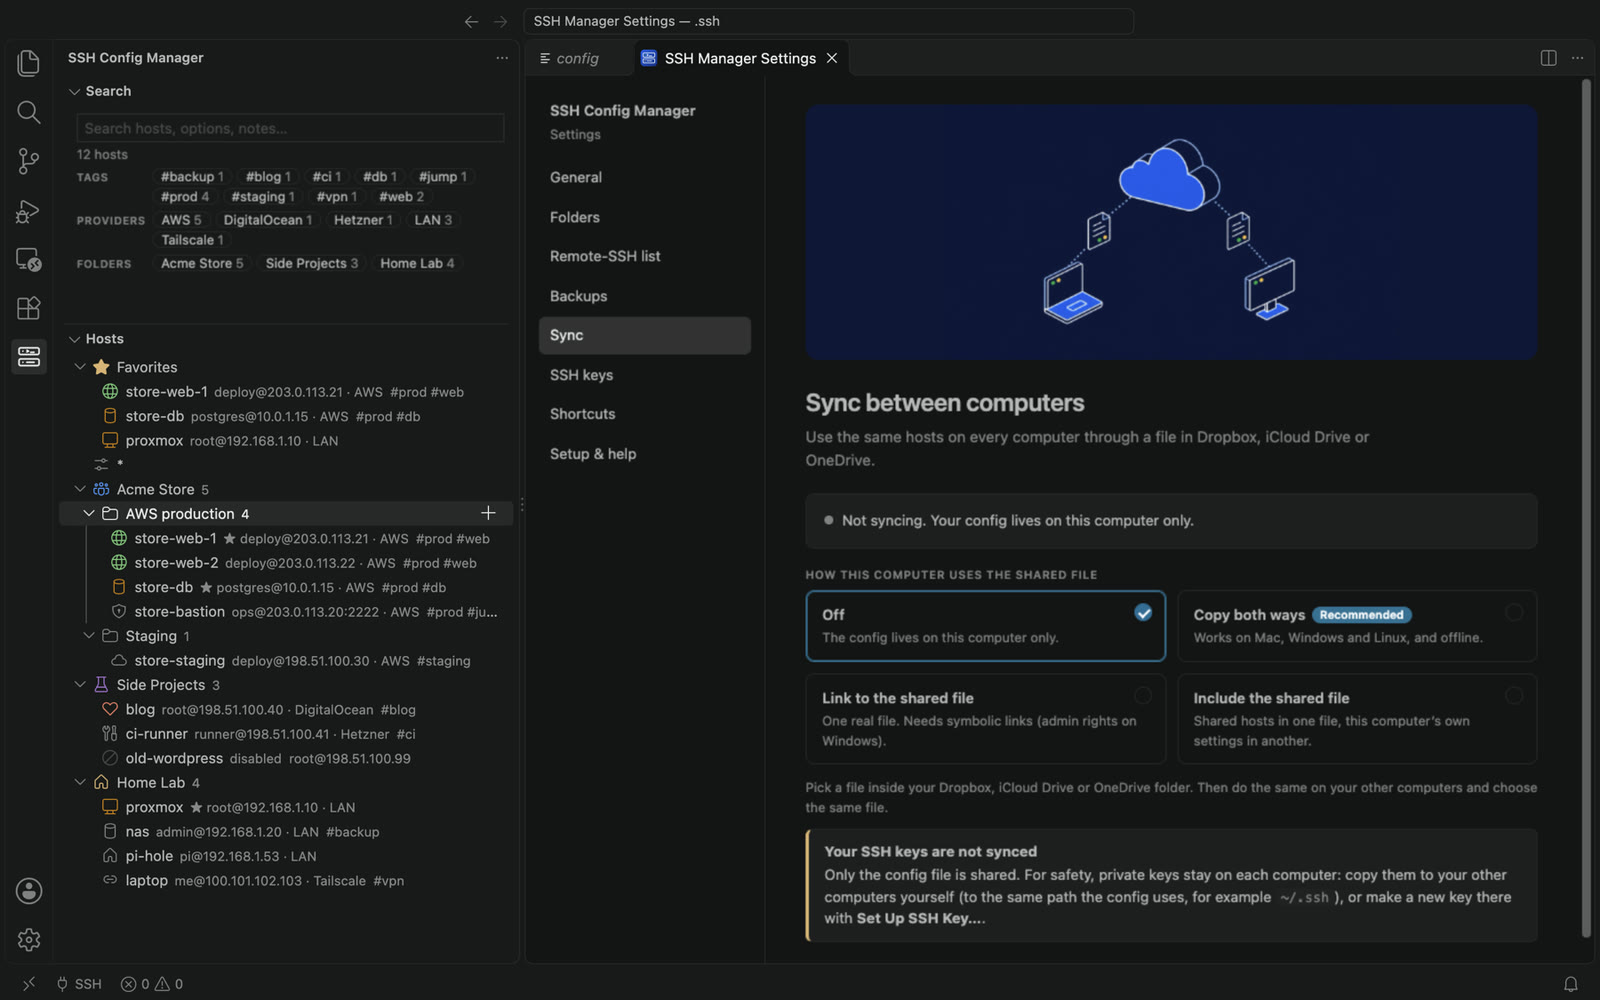 SSH Manager Settings — .ssh
SSH Config Manager
Search
Search hosts, options, notes...
12 hosts
TAGS #backup 1 #blog 1 #ci 1 #db 1 #jump 1
#prod 4 #staging 1 #vpn 1 #web 2
PROVIDERS AWS 5 DigitalOcean 1 Hetzner 1 LAN 3
Tailscale 1
FOLDERS Acme Store 5 Side Projects 3 Home Lab 4
Hosts
Favorites
store-web-1 deploy@203.0.113.21 · AWS #prod #web
store-db postgres@10.0.1.15 · AWS #prod #db
proxmox root@192.168.1.10 · LAN
*
Acme Store 5
AWS production 4
store-web-1 ★ deploy@203.0.113.21 · AWS #prod #web
store-web-2 deploy@203.0.113.22 · AWS #prod #web
store-db ★ postgres@10.0.1.15 · AWS #prod #db
store-bastion ops@203.0.113.20:2222 · AWS #prod #ju...
Staging 1
store-staging deploy@198.51.100.30 · AWS #staging
Side Projects 3
blog root@198.51.100.40 · DigitalOcean #blog
ci-runner runner@198.51.100.41 · Hetzner #ci
old-wordpress disabled root@198.51.100.99
Home Lab 4
proxmox ★ root@192.168.1.10 · LAN
nas admin@192.168.1.20 · LAN #backup
pi-hole pi@192.168.1.53 · LAN
laptop me@100.101.102.103 · Tailscale #vpn
config
SSH Manager Settings
SSH Config Manager
Settings
General
Folders
Remote-SSH list
Backups
Sync
SSH keys
Shortcuts
Setup & help
Sync between computers
Use the same hosts on every computer through a file in Dropbox, iCloud Drive or
OneDrive.
Not syncing. Your config lives on this computer only.
HOW THIS COMPUTER USES THE SHARED FILE
Off
The config lives on this computer only.
Copy both ways Recommended
Works on Mac, Windows and Linux, and offline.
Link to the shared file
One real file. Needs symbolic links (admin rights on
Windows).
Include the shared file
Shared hosts in one file, this computer's own
settings in another.
Pick a file inside your Dropbox, iCloud Drive or OneDrive folder. Then do the same on your other computers and choose
the same file.
Your SSH keys are not synced
Only the config file is shared. For safety, private keys stay on each computer: copy them to your other
computers yourself (to the same path the config uses, for example ~/.ssh ), or make a new key there
with Set Up SSH Key....
SSH 0 0